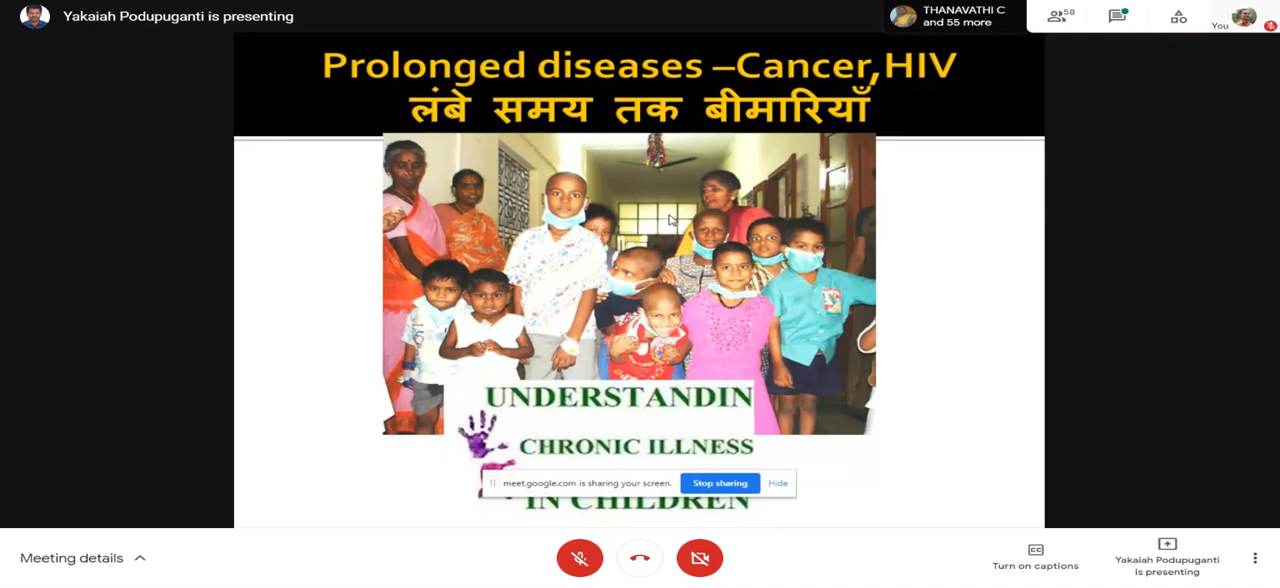 Yakaiah Podupuganti is presenting
THANAVATHI C
and 55 more
58
You
Prolonged diseases –Cancer,HIV
लंबे समय तक बीमारियाँ
UNDERSTANDIN
CHRONIC ILLNESS
meet.google.com is sharing your screen. Stop sharing Hide
IN CHILDREN
Meeting details
Turn on captions
Yakaiah Podupuganti
is presenting